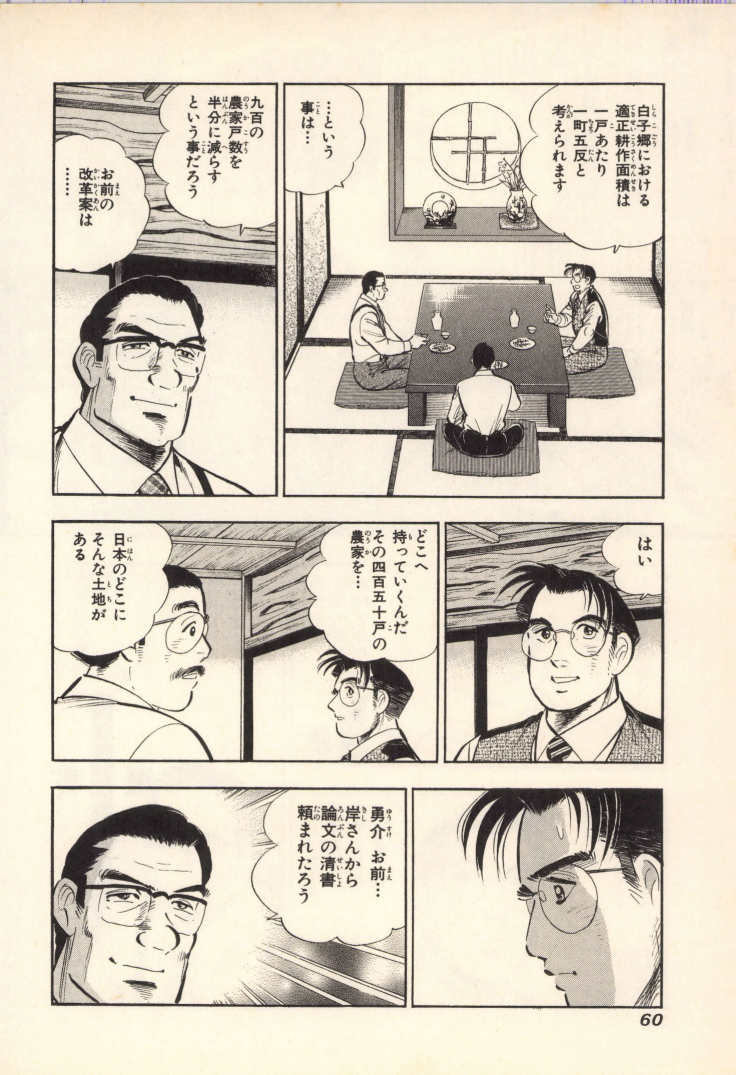 白子郷における
適正耕作面積は
一戸あたり
一町五反と
考えられます
…という
事は…
九百の
農家戸数を
半分に減らす
という事だろう
お前の
改革案は
……
はい
どこへ
持っていくんだ
その四百五十戸の
農家を…
日本のどこに
そんな土地が
ある
勇介 お前…
岸さんから
論文の清書
頼まれたろう
60